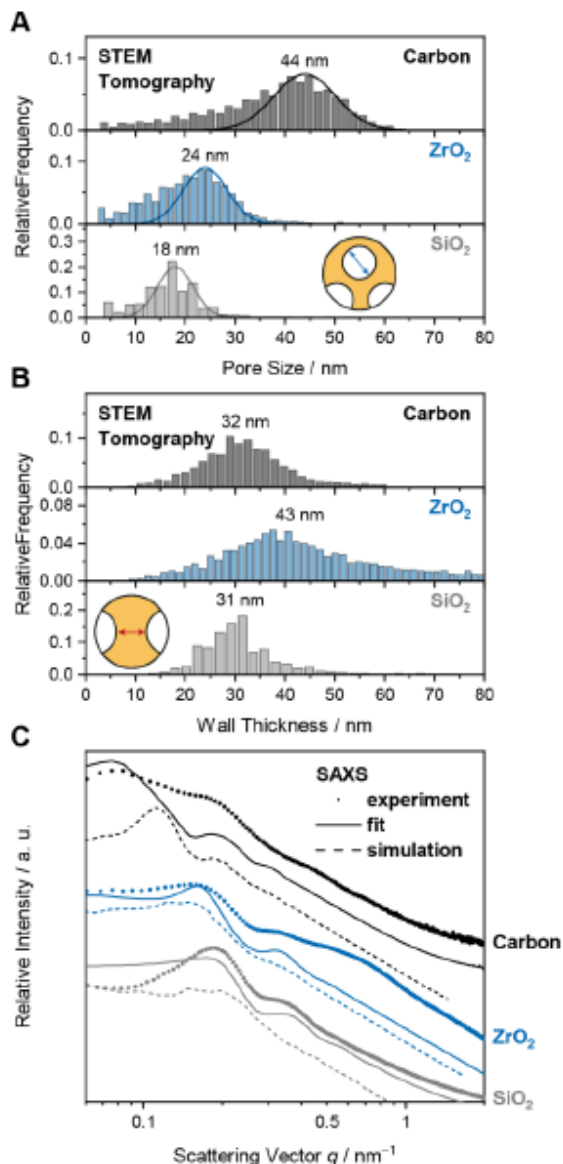 A
STEM Tomography
44 nm
Carbon
0.1
0.0
24 nm
ZrO₂
0.1
0.0
18 nm
SiO₂
0.3
0.2
0.1
0.0
RelativeFrequency
0 10 20 30 40 50 60 70 80
Pore Size / nm
B
STEM Tomography
32 nm
Carbon
0.1
0.0
43 nm
ZrO₂
0.08
0.04
0.00
31 nm
SiO₂
0.2
0.1
0.0
RelativeFrequency
0 10 20 30 40 50 60 70 80
Wall Thickness / nm
C
SAXS
experiment
fit
simulation
Carbon
ZrO₂
SiO₂
Relative Intensity / a. u.
0.1 0.5 1
Scattering Vector q / nm⁻¹